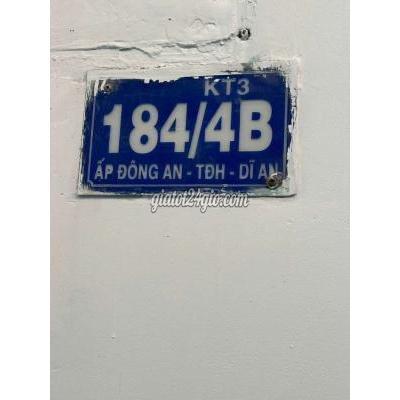 KT3
184/4B
ẤP ĐÔNG AN - TĐH - DĨ AN
giatot24gio.com